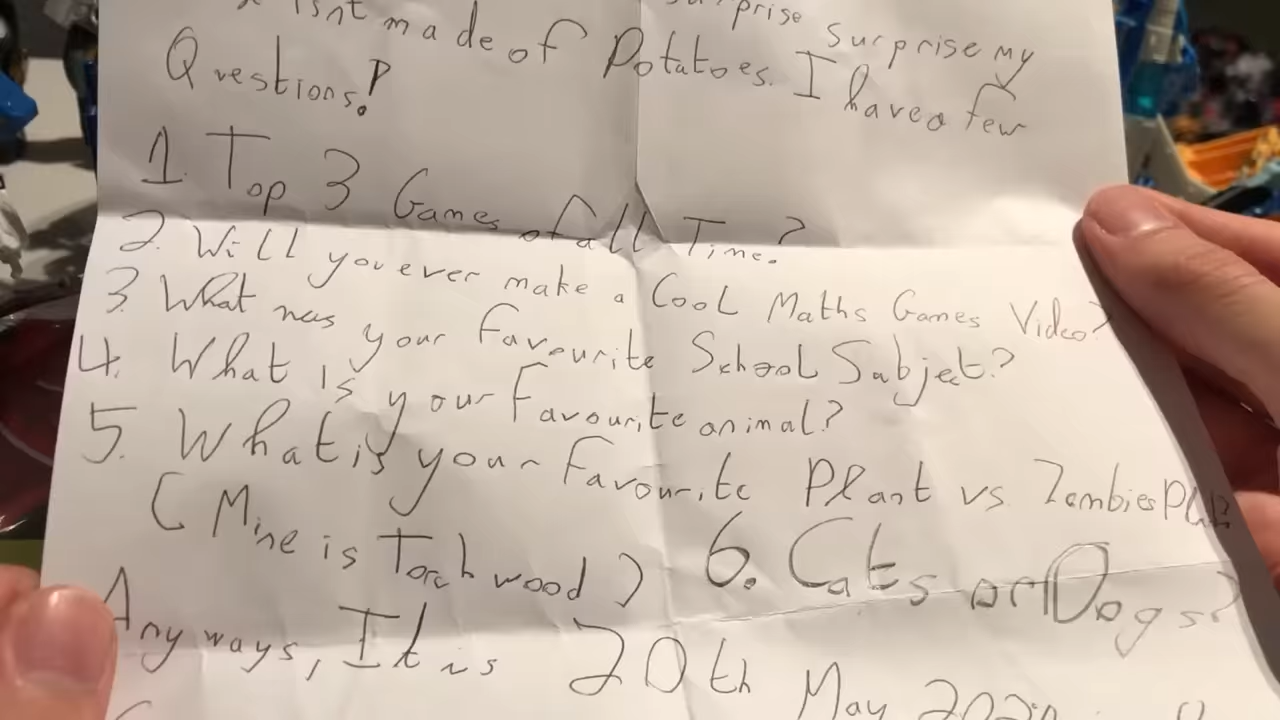 isnt made of Potatoes. Surprise Surprise my
Questions! I have a few
1. Top 3 Games of all Time?
2. Will you ever make a Cool Maths Games Video?
3. What was your favourite School Subject?
4. What is your favourite animal?
5. What is your favourite Plant vs Zombies
(Mine is Torchwood) 6. Cats or Dogs?
Anyways, It is 20th May